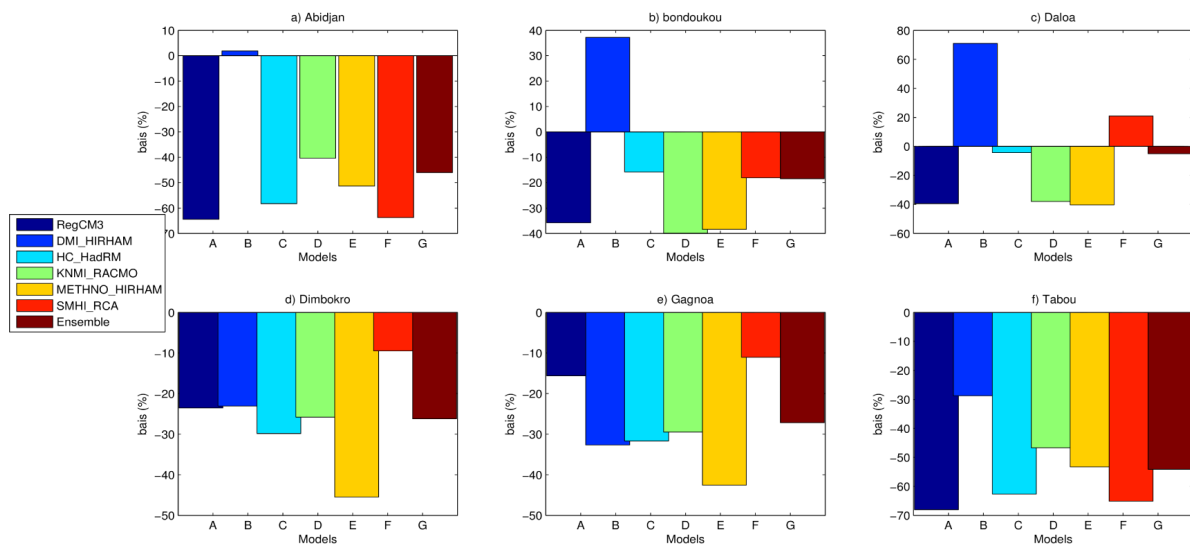 a) Abidjan
b) bondoukou
c) Daloa
10
0
−10
−20
−30
−40
−50
−60
70
bais (%)
A B C D E F G
Models
40
30
20
10
0
−10
−20
−30
−40
bais (%)
A B C D E F G
Models
80
60
40
20
0
−20
−40
−60
bais (%)
A B C D E F G
Models
RegCM3
DMI_HIRHAM
HC_HadRM
KNMI_RACMO
METHNO_HIRHAM
SMHI_RCA
Ensemble
d) Dimbokro
e) Gagnoa
f) Tabou
0
−10
−20
−30
−40
−50
bais (%)
A B C D E F G
Models
0
−10
−20
−30
−40
−50
bais (%)
A B C D E F G
Models
0
−10
−20
−30
−40
−50
−60
−70
bais (%)
A B C D E F G
Models